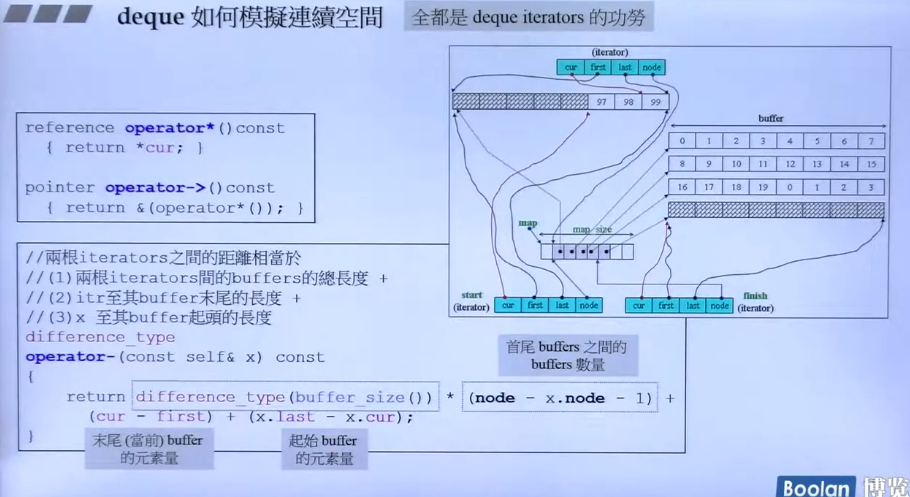 deque 如何模擬連續空間
全都是 deque iterators 的功勞
reference operator*()const
{ return *cur; }
pointer operator->()const
{ return &(operator*()); }
//兩根iterators之間的距離相當於
//(1)兩根iterators間的buffers的總長度 +
//(2)itr至其buffer末尾的長度 +
//(3)x 至其buffer起頭的長度
difference_type
operator-(const self& x) const
{
return difference_type(buffer_size()) * (node - x.node - 1) +
(cur - first) + (x.last - x.cur);
}
末尾(當前) buffer
的元素量
起始 buffer
的元素量
首尾 buffers 之間的
buffers 數量
(iterator)
cur first last node
97 98 99
buffer
0 1 2 3 4 5 6 7
8 9 10 11 12 13 14 15
16 17 18 19 0 1 2 3
map
map_size
start
(iterator)
cur first last node
cur first last node
finish
(iterator)
Boolan 博览